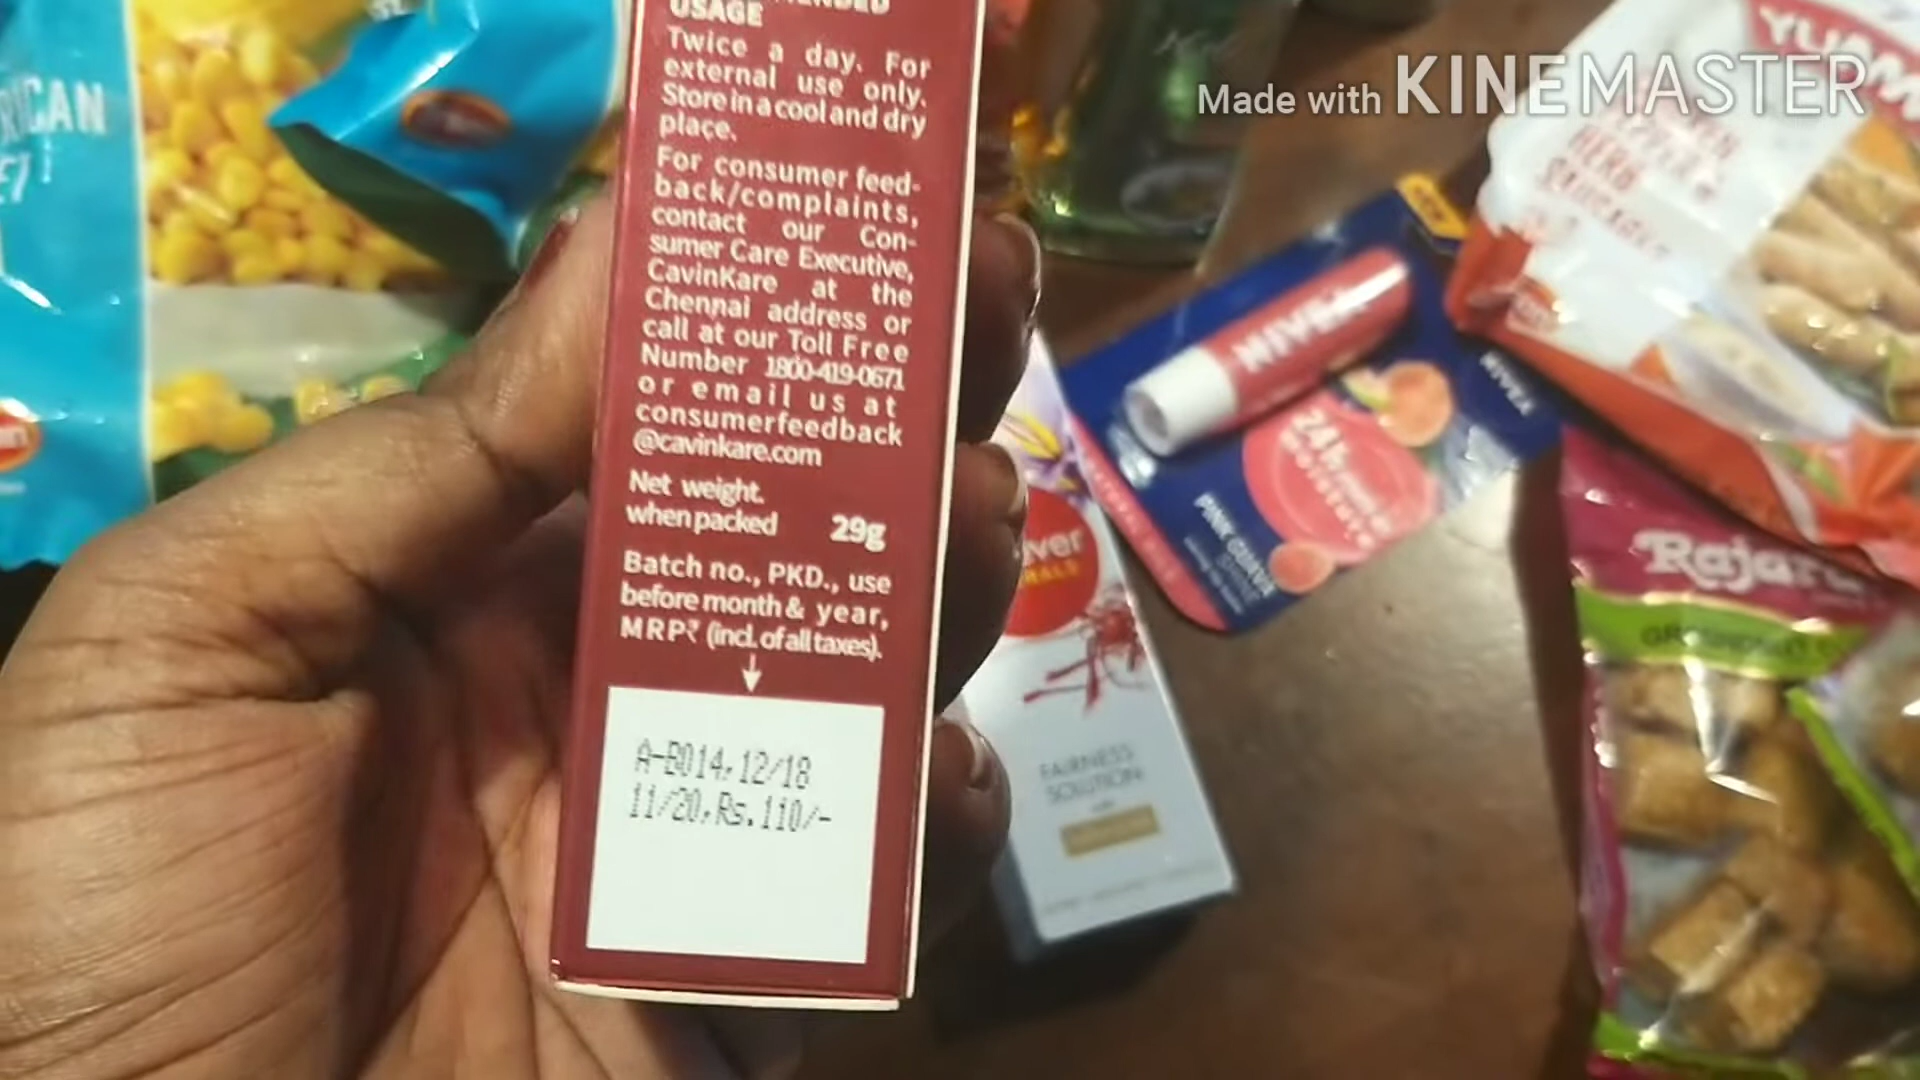 USAGE
Twice a day. For
external use only.
Store in a cool and dry
place.
For consumer feed-
back/complaints,
contact our Con-
sumer Care Executive,
CavinKare at the
Chennai address or
call at our Toll Free
Number 1800-419-0671
or email us at
consumerfeedback
@cavinkare.com
Net weight.
when packed 29g
Batch no., PKD., use
before month & year,
MRP₹ (incl. of all taxes).
A-B014,12/18
11/20,Rs.110/-
Made with KINEMASTER
NIVEA
NIVEA
24h
PINK GUAVA
FAIRNESS
SOLUTION
HERB